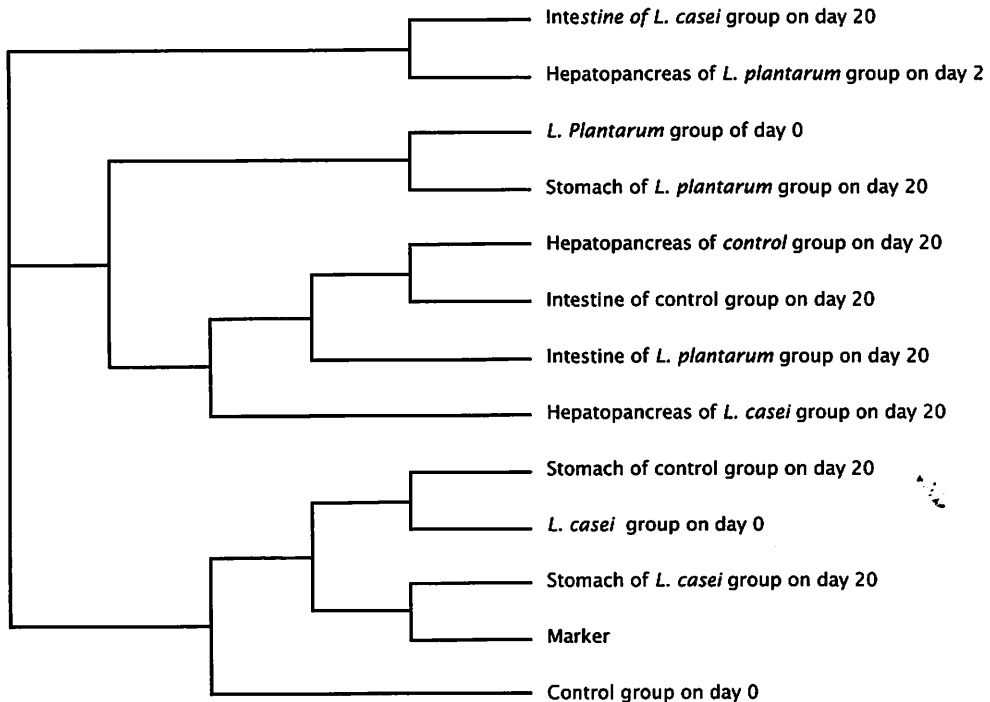 Intestine of L. casei group on day 20
Hepatopancreas of L. plantarum group on day 2
L. Plantarum group of day 0
Stomach of L. plantarum group on day 20
Hepatopancreas of control group on day 20
Intestine of control group on day 20
Intestine of L. plantarum group on day 20
Hepatopancreas of L. casei group on day 20
Stomach of control group on day 20
L. casei group on day 0
Stomach of L. casei group on day 20
Marker
Control group on day 0